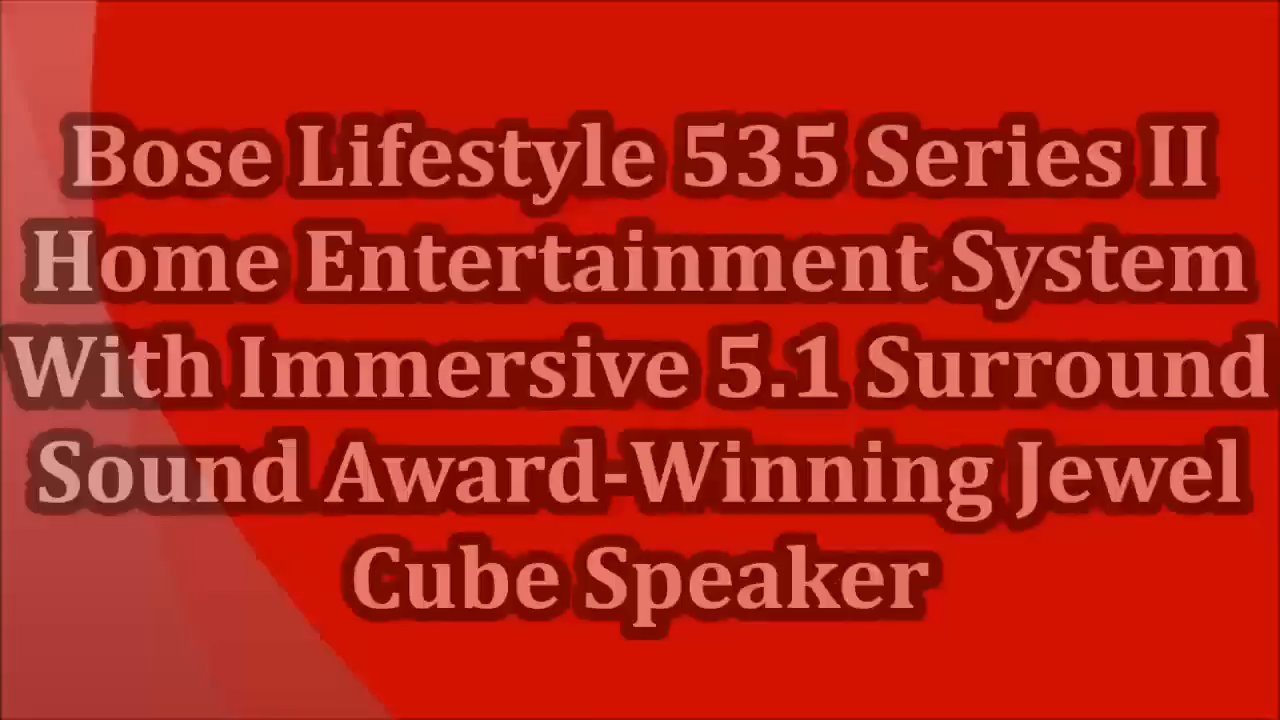 Bose Lifestyle 535 Series II
Home Entertainment System
With Immersive 5.1 Surround
Sound Award-Winning Jewel
Cube Speaker